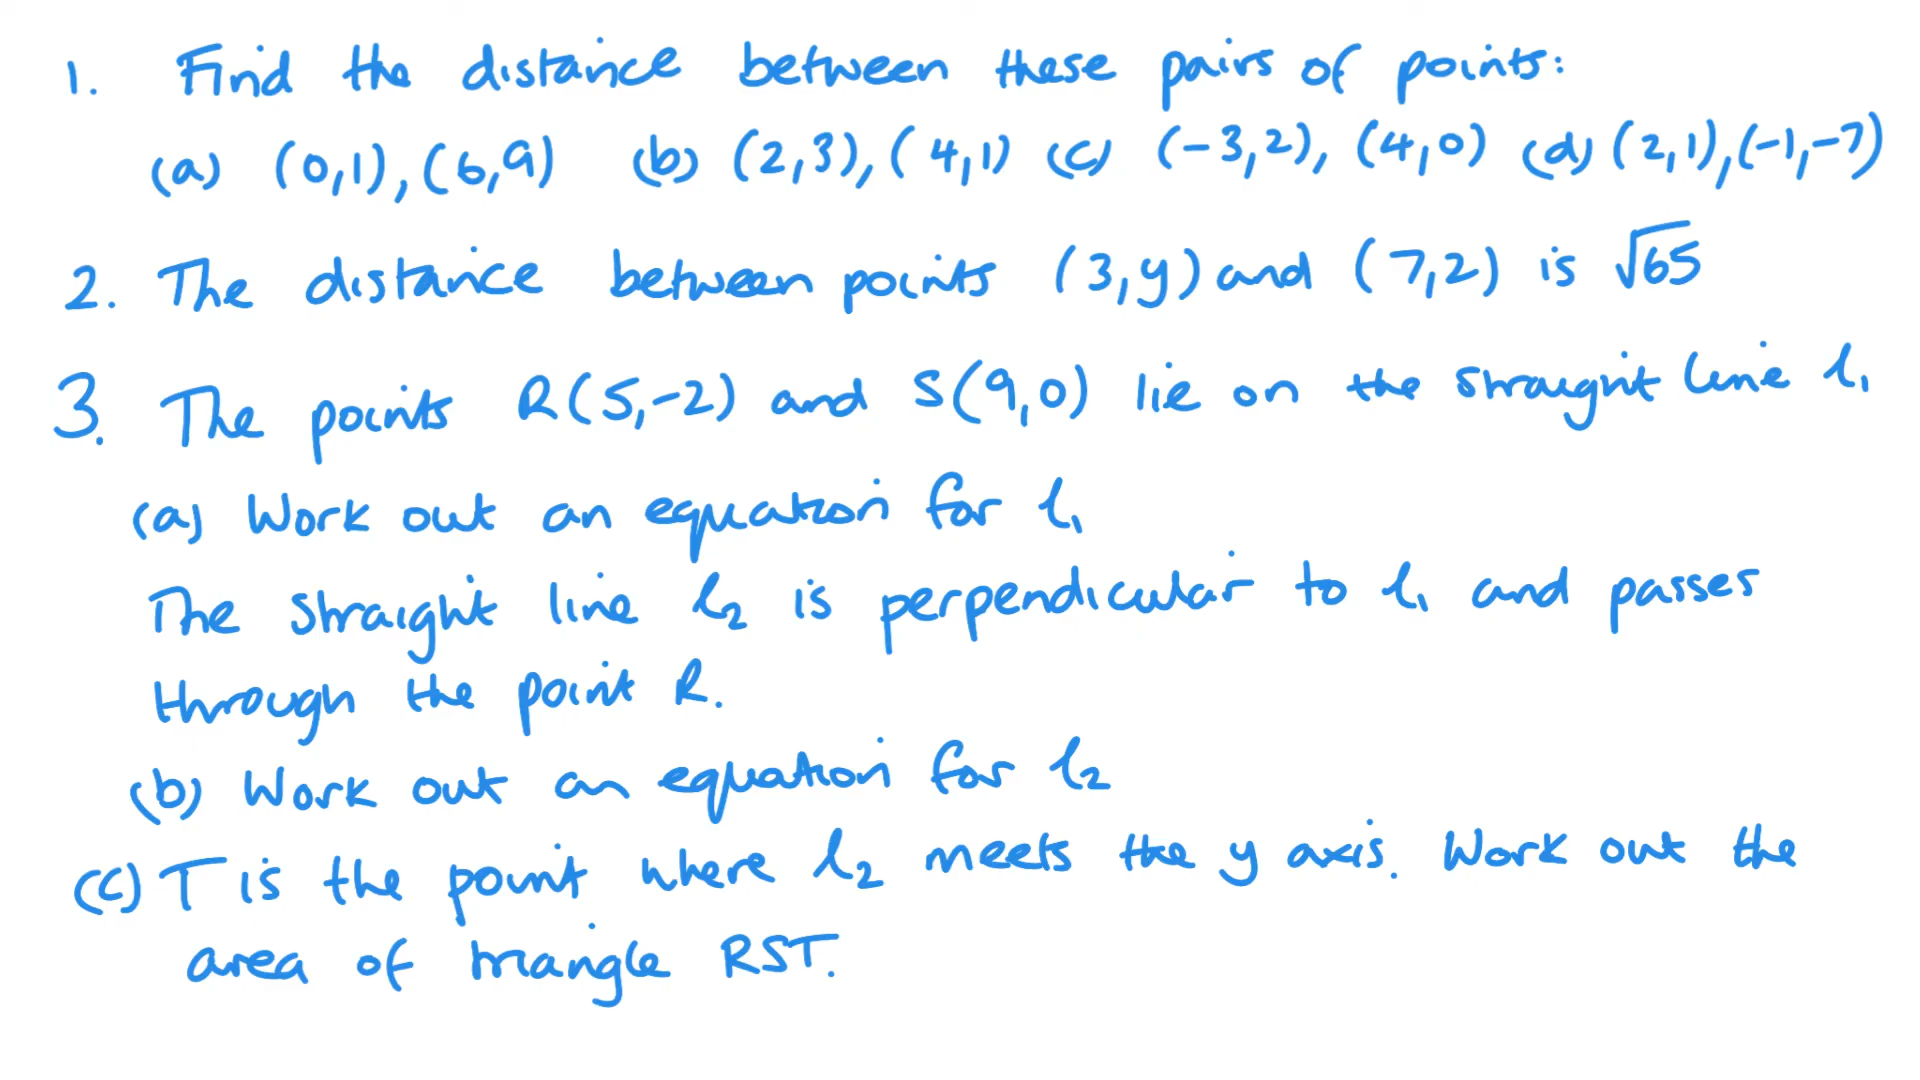 1. Find the distance between these pairs of points:
(a) (0,1), (6,9) (b) (2,3), (4,1) (c) (-3,2), (4,0) (d) (2,1), (-1,-7)
2. The distance between points (3,y) and (7,2) is √65
3. The points R(5,-2) and S(9,0) lie on the straight line l₁
(a) Work out an equation for l₁
The straight line l₂ is perpendicular to l₁ and passes
through the point R.
(b) Work out an equation for l₂
(c) T is the point where l₂ meets the y axis. Work out the
area of triangle RST.